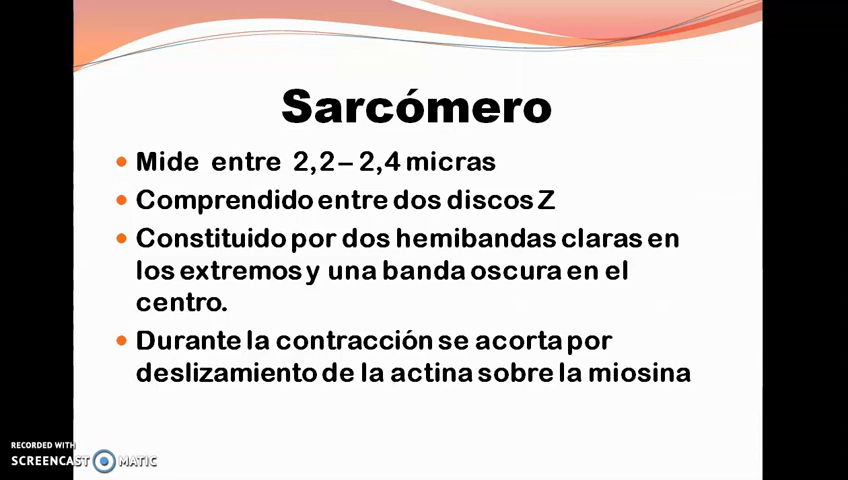 Sarcómero
Mide entre 2,2 – 2,4 micras
Comprendido entre dos discos Z
Constituido por dos hemibandas claras en
los extremos y una banda oscura en el
centro.
Durante la contracción se acorta por
deslizamiento de la actina sobre la miosina
RECORDED WITH
SCREENCAST MATIC